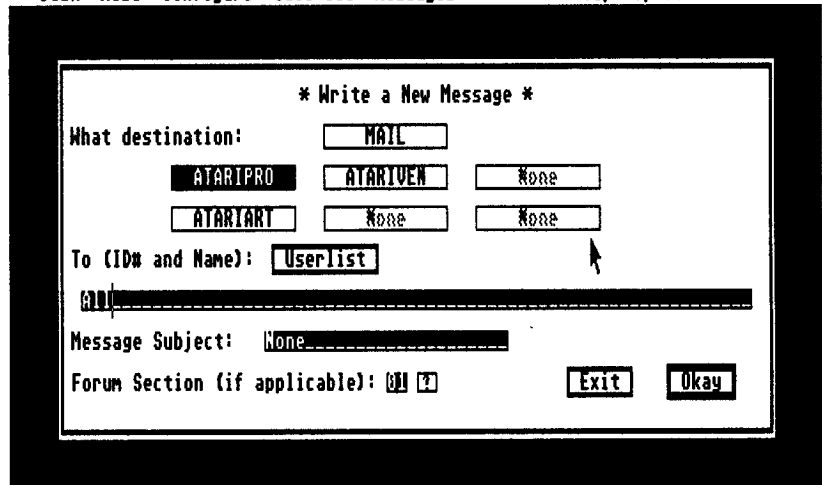 * Write a New Message *
What destination: MAIL
ATARIPRO ATARIVEN None
ATARIART None None
To (ID# and Name): Userlist
All
Message Subject: None
Forum Section (if applicable): ?
Exit Okay